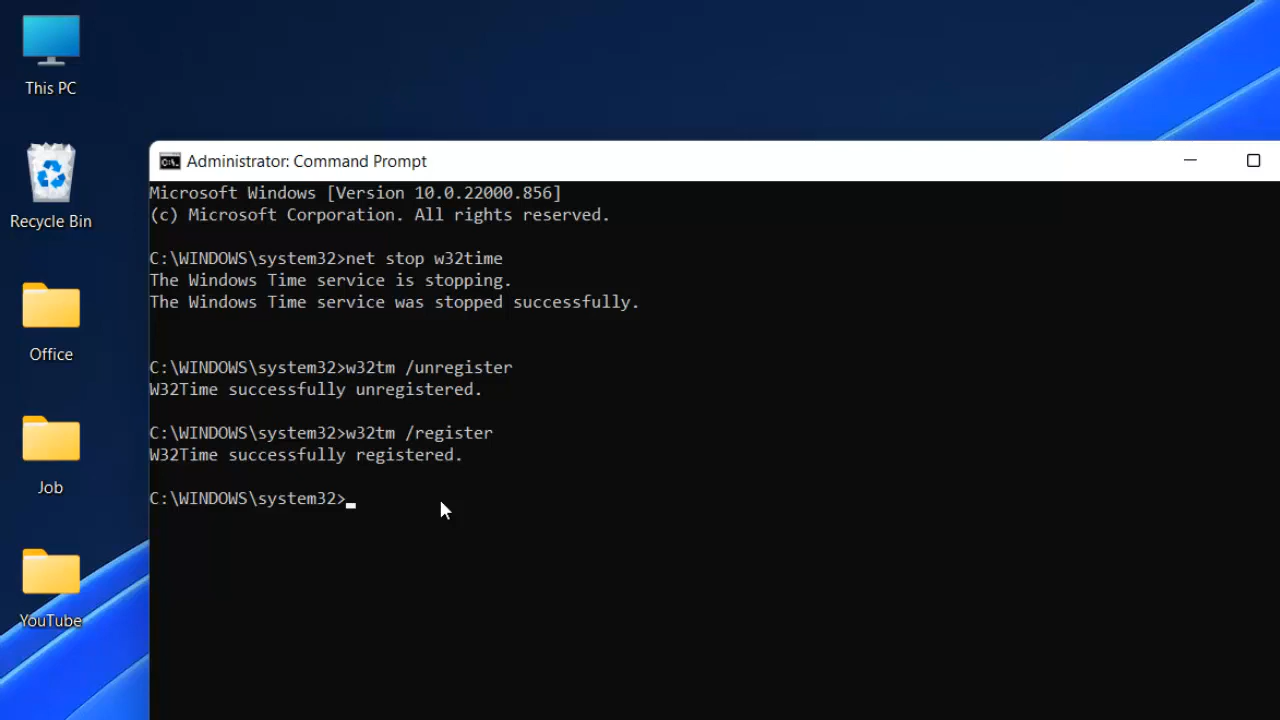 This PC
Recycle Bin
Office
Job
YouTube
Administrator: Command Prompt
Microsoft Windows [Version 10.0.22000.856]
(c) Microsoft Corporation. All rights reserved.
C:\WINDOWS\system32>net stop w32time
The Windows Time service is stopping.
The Windows Time service was stopped successfully.
C:\WINDOWS\system32>w32tm /unregister
W32Time successfully unregistered.
C:\WINDOWS\system32>w32tm /register
W32Time successfully registered.
C:\WINDOWS\system32>